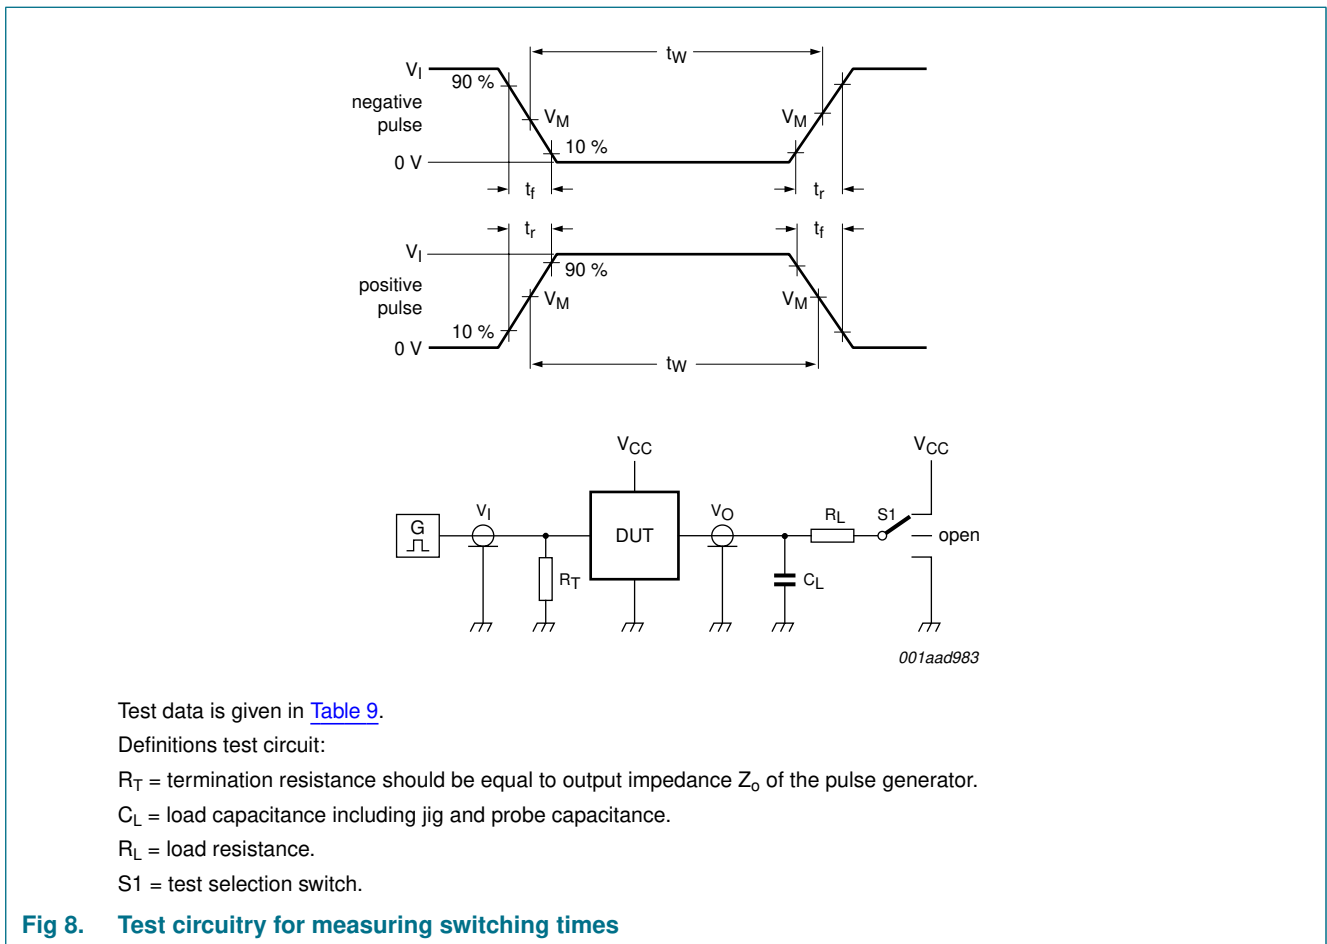 tW
VI
90 %
negative
pulse
VM
VM
10 %
0 V
tf
tr
tr
tf
VI
90 %
positive
pulse
VM
VM
10 %
0 V
tW
VCC
VCC
VI
VO
RL
S1
G
DUT
open
RT
CL
001aad983
Test data is given in Table 9.
Definitions test circuit:
RT = termination resistance should be equal to output impedance Zo of the pulse generator.
CL = load capacitance including jig and probe capacitance.
RL = load resistance.
S1 = test selection switch.
Fig 8. Test circuitry for measuring switching times